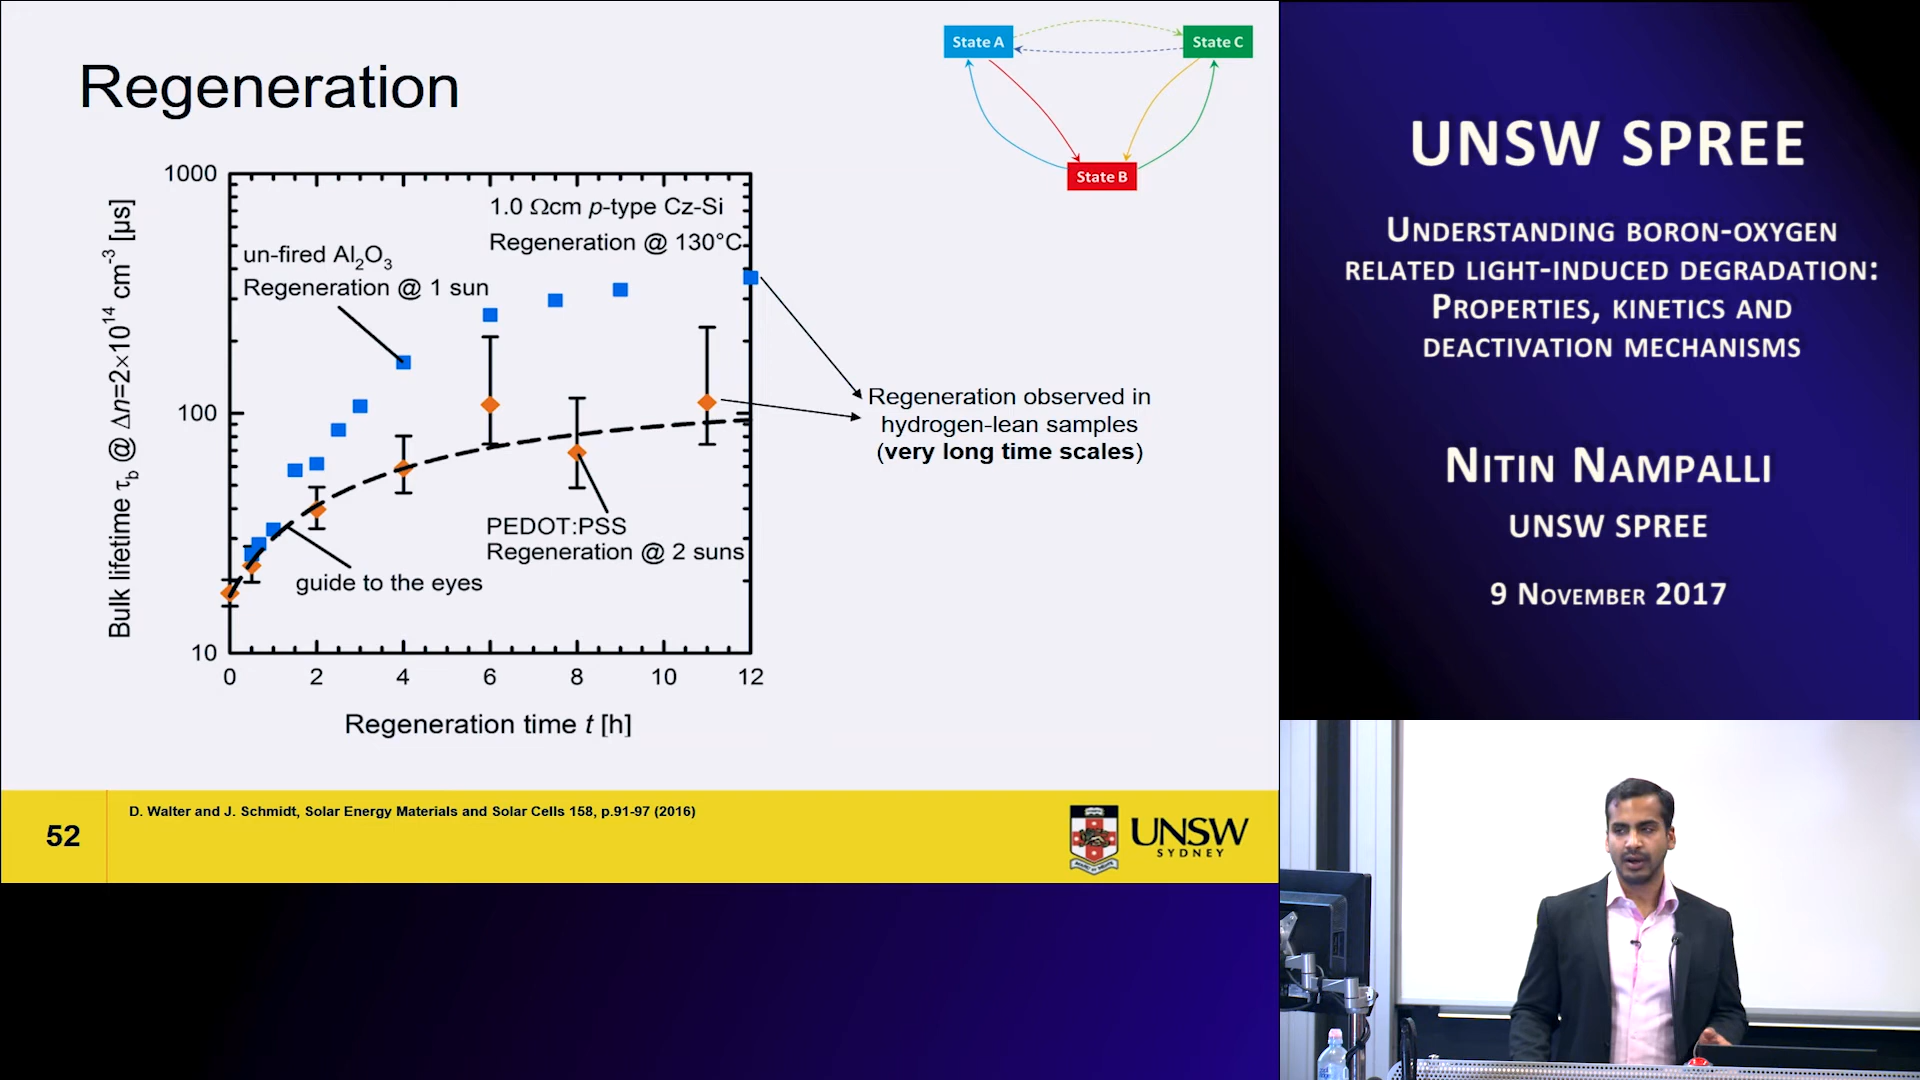 Regeneration
State A
State C
State B
1000
100
10
Bulk lifetime τb @ Δn=2×1014 cm-3 [µs]
1.0 Ωcm p-type Cz-Si
Regeneration @ 130°C
un-fired Al2O3
Regeneration @ 1 sun
PEDOT:PSS
Regeneration @ 2 suns
guide to the eyes
0 2 4 6 8 10 12
Regeneration time t [h]
Regeneration observed in
hydrogen-lean samples
(very long time scales)
52
D. Walter and J. Schmidt, Solar Energy Materials and Solar Cells 158, p.91-97 (2016)
UNSW
SYDNEY
UNSW SPREE
Understanding boron-oxygen
related light-induced degradation:
Properties, kinetics and
deactivation mechanisms
Nitin Nampalli
UNSW SPREE
9 November 2017